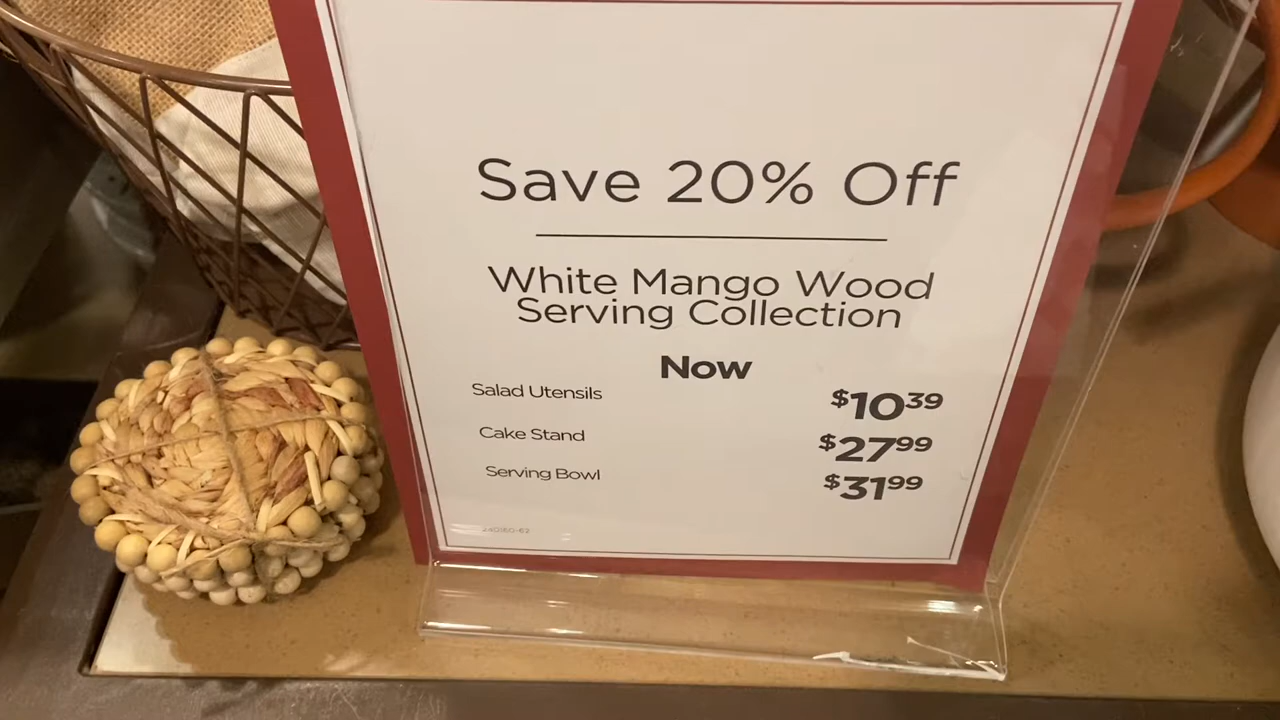 Save 20% Off
White Mango Wood
Serving Collection
Now
Salad Utensils $10.39
Cake Stand $27.99
Serving Bowl $31.99